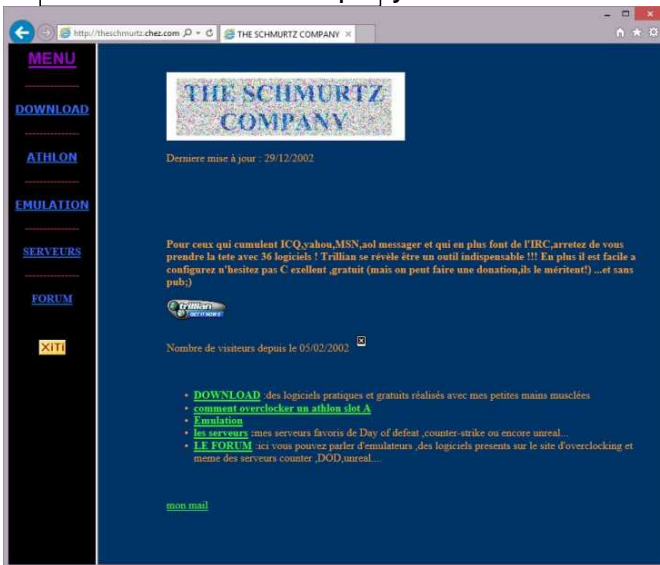 http://theschmurtz.chez.com
THE SCHMURTZ COMPANY
MENU
DOWNLOAD
ATHLON
EMULATION
SERVEURS
FORUM
XiTi
THE SCHMURTZ
COMPANY
Derniere mise à jour : 29/12/2002
Pour ceux qui cumulent ICQ,yahou,MSN,aol messager et qui en plus font de l'IRC,arretez de vous
prendre la tete avec 36 logiciels ! Trillian se révèle être un outil indispensable !!! En plus il est facile a
configurez n'hesitez pas C exellent ,gratuit (mais on peut faire une donation,ils le méritent!) ...et sans
pub;)
trillian
GET IT NOW
Nombre de visiteurs depuis le 05/02/2002
• DOWNLOAD :des logiciels pratiques et gratuits réalisés avec mes petites mains musclées
• comment overclocker un athlon slot A
• Emulation
• les serveurs :mes serveurs favoris de Day of defeat ,counter-strike ou encore unreal...
• LE FORUM :ici vous pouvez parler d'emulateurs ,des logiciels presents sur le site d'overclocking et
meme des serveurs counter ,DOD,unreal....
mon mail